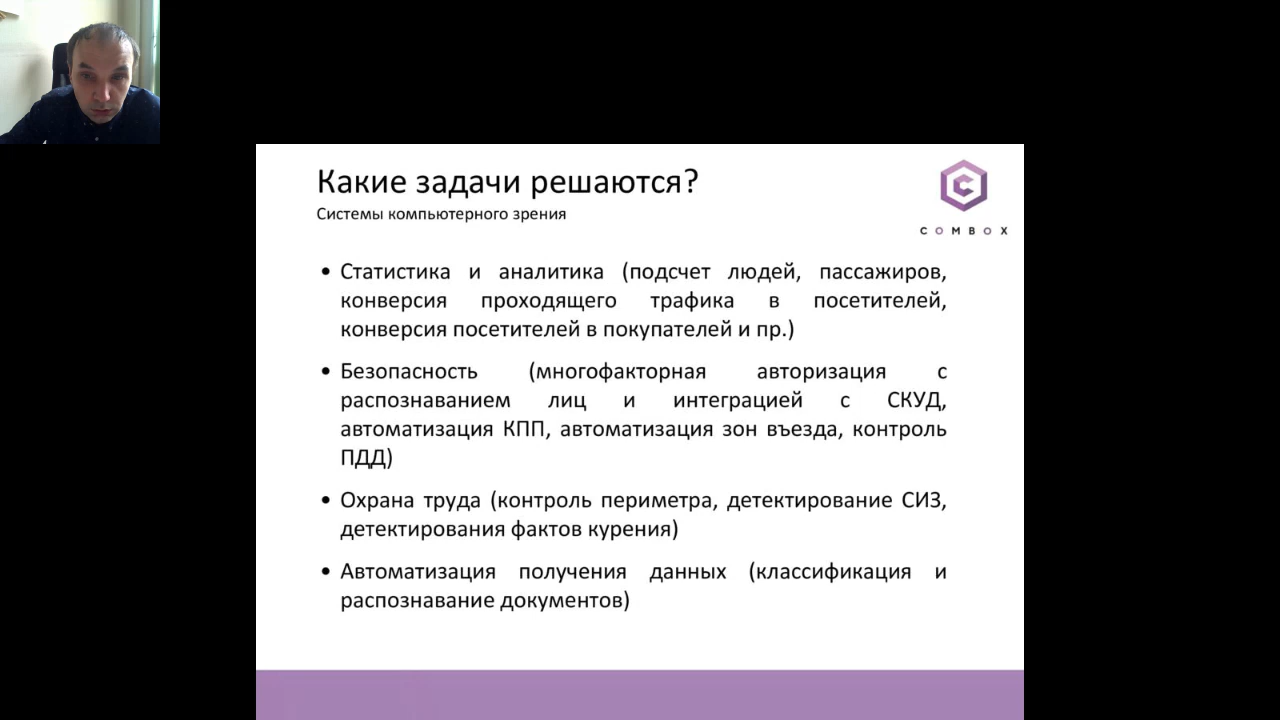 Какие задачи решаются?
Системы компьютерного зрения
COMBOX
• Статистика и аналитика (подсчет людей, пассажиров,
конверсия проходящего трафика в посетителей,
конверсия посетителей в покупателей и пр.)
• Безопасность (многофакторная авторизация с
распознаванием лиц и интеграцией с СКУД,
автоматизация КПП, автоматизация зон въезда, контроль
ПДД)
• Охрана труда (контроль периметра, детектирование СИЗ,
детектирования фактов курения)
• Автоматизация получения данных (классификация и
распознавание документов)